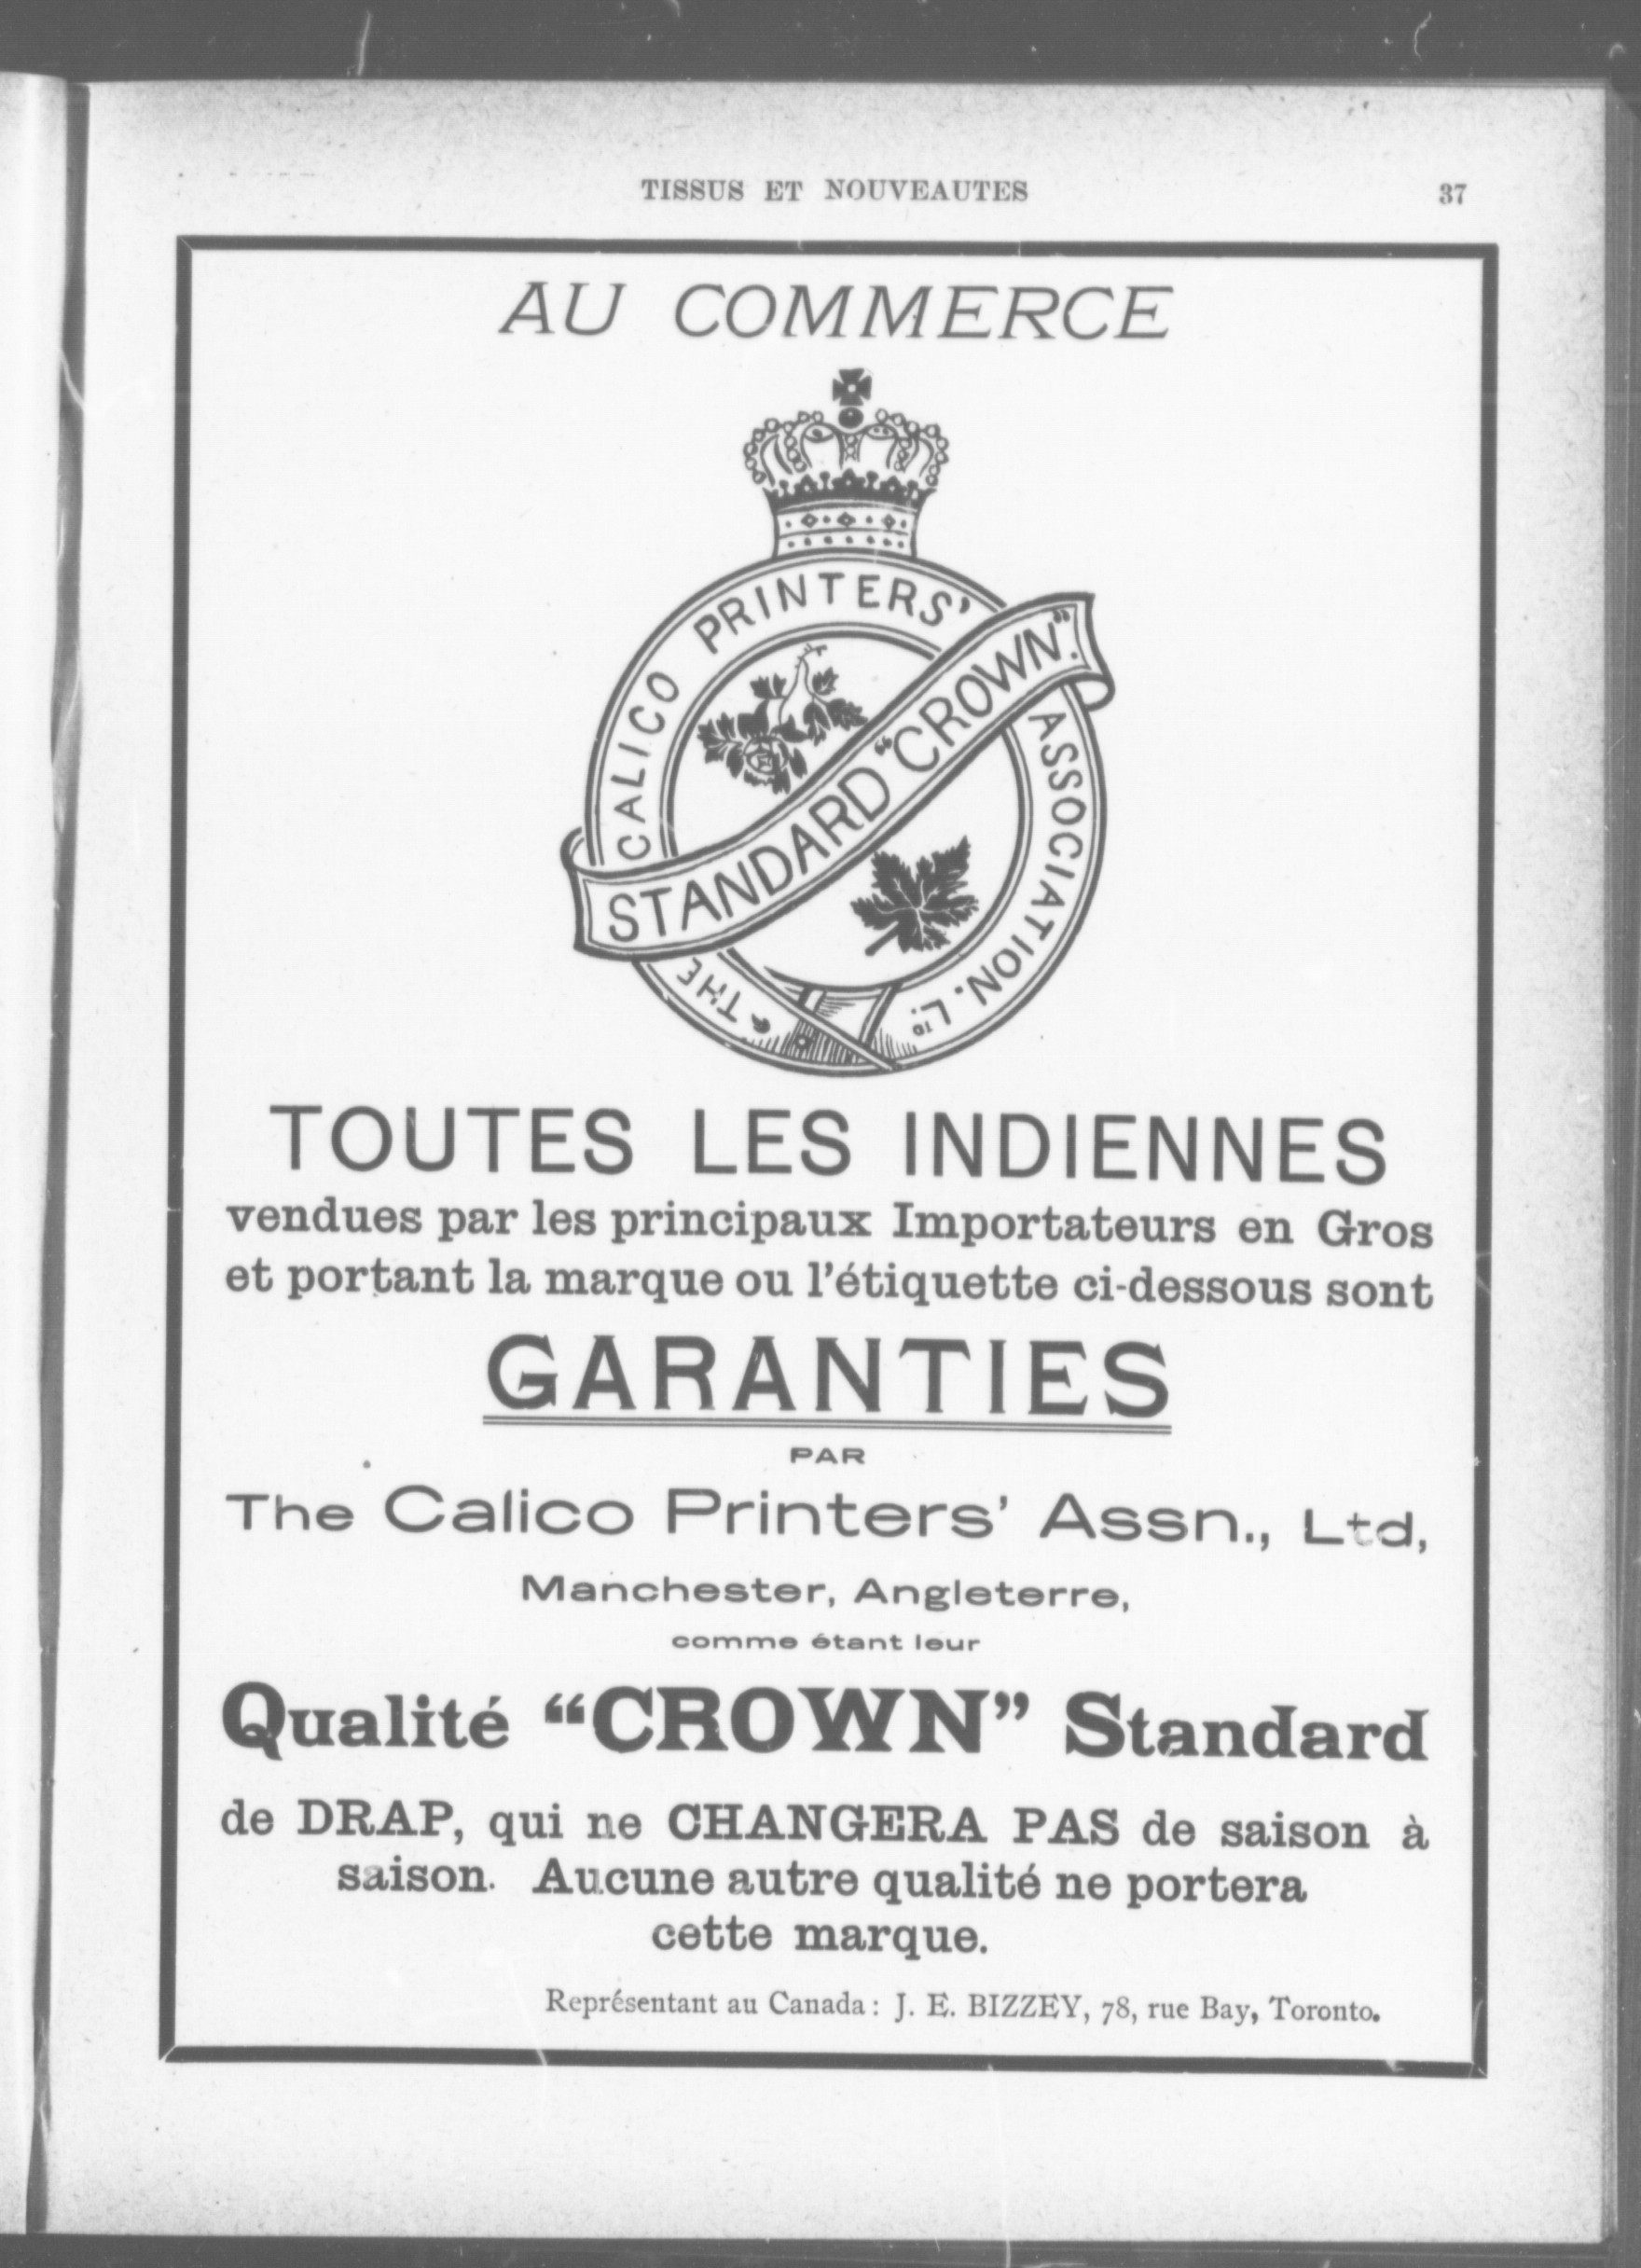 TISSUS ET NOUVEAUTES 37
AU COMMERCE
THE CALICO PRINTERS' ASSOCIATION. LTD.
STANDARD "CROWN".
TOUTES LES INDIENNES
vendues par les principaux Importateurs en Gros
et portant la marque ou l'étiquette ci-dessous sont
GARANTIES
PAR
The Calico Printers' Assn., Ltd,
Manchester, Angleterre,
comme étant leur
Qualité "CROWN" Standard
de DRAP, qui ne CHANGERA PAS de saison à
saison. Aucune autre qualité ne portera
cette marque.
Représentant au Canada: J. E. BIZZEY, 78, rue Bay, Toronto.